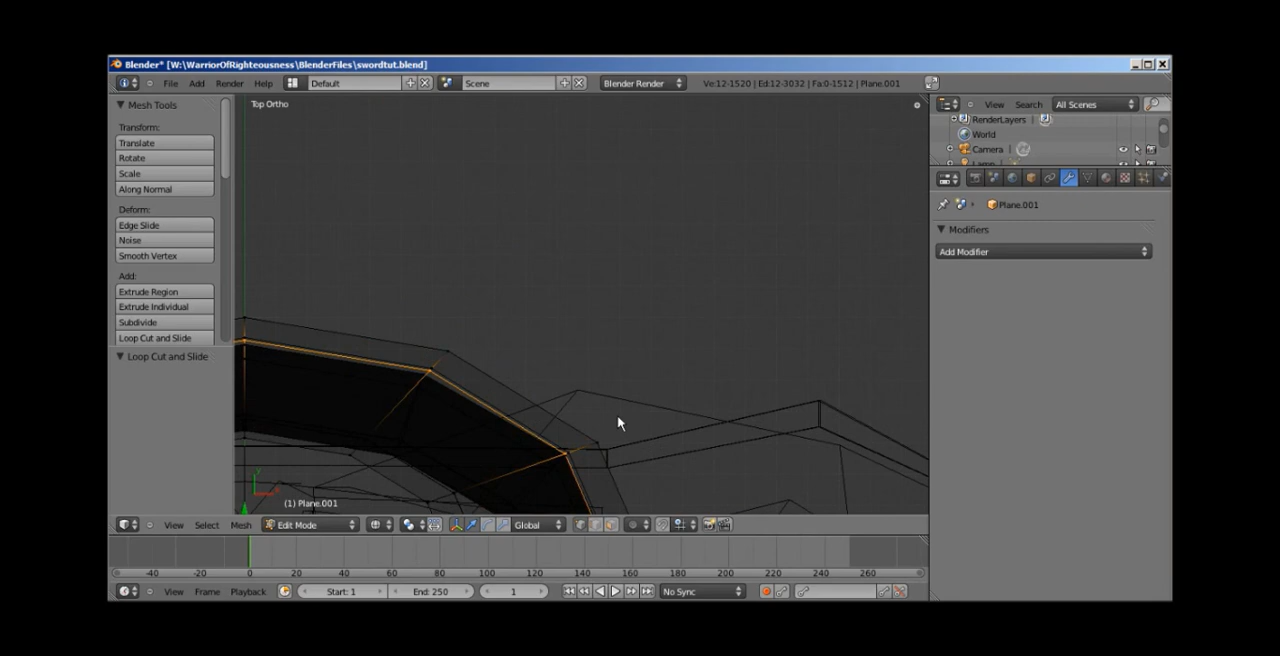 Blender* [W:\WarriorOfRighteousness\BlenderFiles\swordtut.blend]
File Add Render Help Default Scene Blender Render Ve:12-1520 | Ed:12-3032 | Fa:0-1512 | Plane.001
Mesh Tools
Transform:
Translate
Rotate
Scale
Along Normal
Deform:
Edge Slide
Noise
Smooth Vertex
Add:
Extrude Region
Extrude Individual
Subdivide
Loop Cut and Slide
Loop Cut and Slide
Top Ortho
(1) Plane.001
View Search All Scenes
RenderLayers
World
Camera
Lamp
Plane.001
Modifiers
Add Modifier
View Select Mesh Edit Mode Global
-40 -20 0 20 40 60 80 100 120 140 160 180 200 220 240 260
View Frame Playback Start: 1 End: 250 1 No Sync